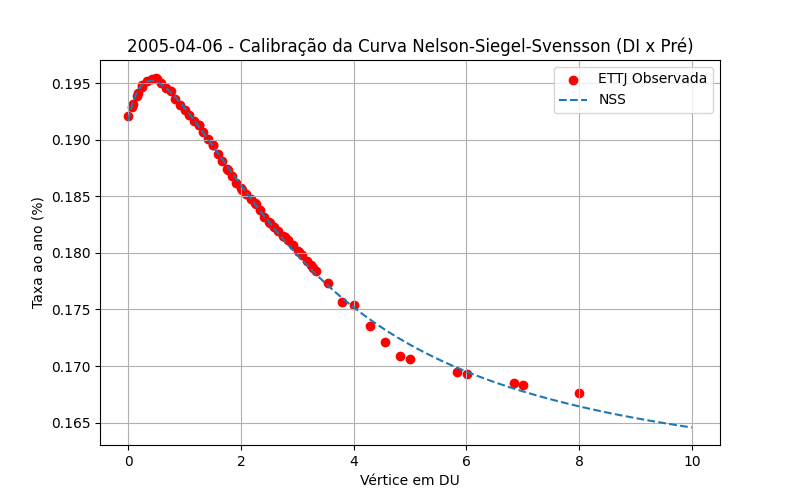 2005-04-06 - Calibração da Curva Nelson-Siegel-Svensson (DI x Pré)
ETTJ Observada
NSS
Taxa ao ano (%)
0.195
0.190
0.185
0.180
0.175
0.170
0.165
0 2 4 6 8 10
Vértice em DU